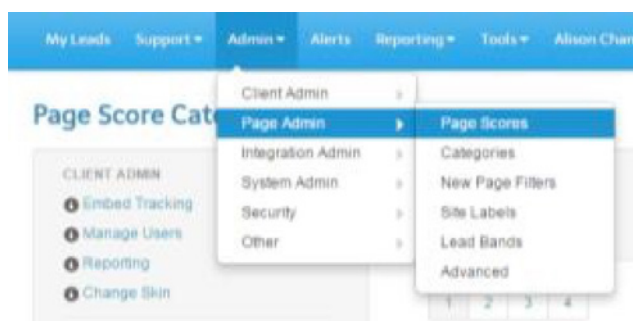 My Leads Support Admin Alerts Reporting Tools Alison Chan
Page Score Cat
Client Admin
Page Admin
Integration Admin
System Admin
Security
Other
Page Scores
Categories
New Page Filters
Site Labels
Lead Bands
Advanced
CLIENT ADMIN
Embed Tracking
Manage Users
Reporting
Change Skin
1 2 3 4